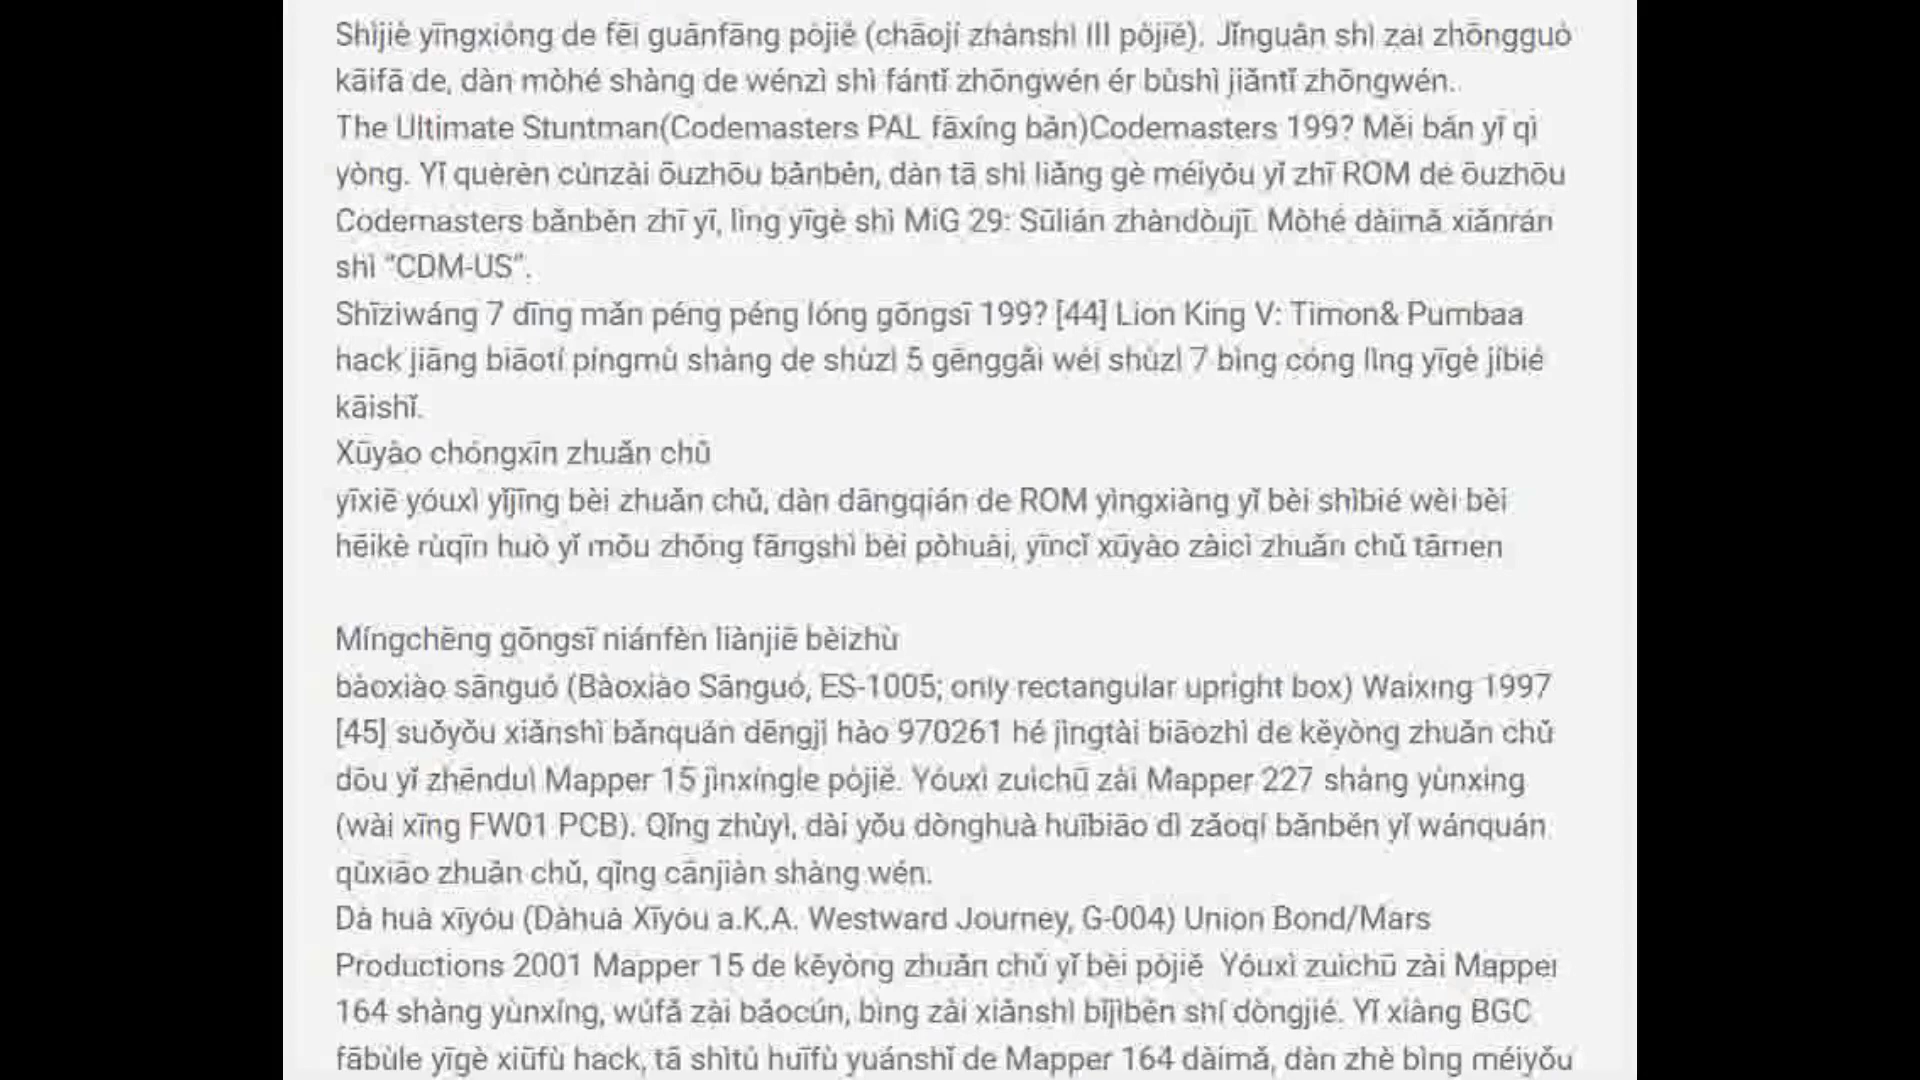 Shìjiè yīngxióng de fēi guānfāng pòjiě (chāojí zhànshì III pòjiě). Jǐnguǎn shì zài zhōngguó
kāifā de, dàn mòhé shàng de wénzì shì fántǐ zhōngwén ér bùshì jiǎntǐ zhōngwén.
The Ultimate Stuntman(Codemasters PAL fāxíng bǎn)Codemasters 199? Měi bǎn yǐ qì
yòng. Yǐ quèrèn cúnzài ōuzhōu bǎnběn, dàn tā shì liǎng gè méiyǒu yǐ zhī ROM de ōuzhōu
Codemasters bǎnběn zhī yī, lìng yīgè shì MiG 29: Sūlián zhàndòujī. Mòhé dàimǎ xiǎnrán
shì “CDM-US”.
Shīziwáng 7 dīng mǎn péng péng lóng gōngsī 199? [44] Lion King V: Timon& Pumbaa
hack jiāng biāotí píngmù shàng de shùzì 5 gēnggǎi wèi shùzì 7 bìng cóng lìng yīgè jíbié
kāishǐ.
Xūyào chóngxīn zhuǎn chǔ
yīxiē yóuxì yǐjīng bèi zhuǎn chǔ, dàn dāngqián de ROM yìngxiàng yǐ bèi shìbié wèi bèi
hēikè rùqīn huò yǐ mǒu zhǒng fāngshì bèi pòhuài, yīncǐ xūyào zàicì zhuǎn chǔ tāmen
Míngchēng gōngsī niánfèn liànjiē bèizhù
bàoxiào sānguó (Bàoxiào Sānguó, ES-1005; only rectangular upright box) Waixing 1997
[45] suǒyǒu xiǎnshì bǎnquán dēngjì hào 970261 hé jìngtài biāozhì de kěyòng zhuǎn chǔ
dōu yǐ zhēnduì Mapper 15 jìnxíngle pòjiě. Yóuxì zuìchū zài Mapper 227 shàng yùnxíng
(wài xīng FW01 PCB). Qǐng zhùyì, dài yǒu dònghuà huībiāo dì zǎoqí bǎnběn yǐ wánquán
qǔxiāo zhuǎn chǔ, qǐng cānjiàn shàng wén.
Dà huà xīyóu (Dàhuà Xīyóu a.K.A. Westward Journey, G-004) Union Bond/Mars
Productions 2001 Mapper 15 de kěyòng zhuǎn chǔ yǐ bèi pòjiě Yóuxì zuìchū zài Mapper
164 shàng yùnxíng, wúfǎ zài bǎocún, bìng zài xiǎnshì bǐjìběn shí dòngjié. Yǐ xiàng BGC
fābùle yīgè xiūfù hack, tā shìtú huīfù yuánshǐ de Mapper 164 dàimǎ, dàn zhè bìng méiyǒu